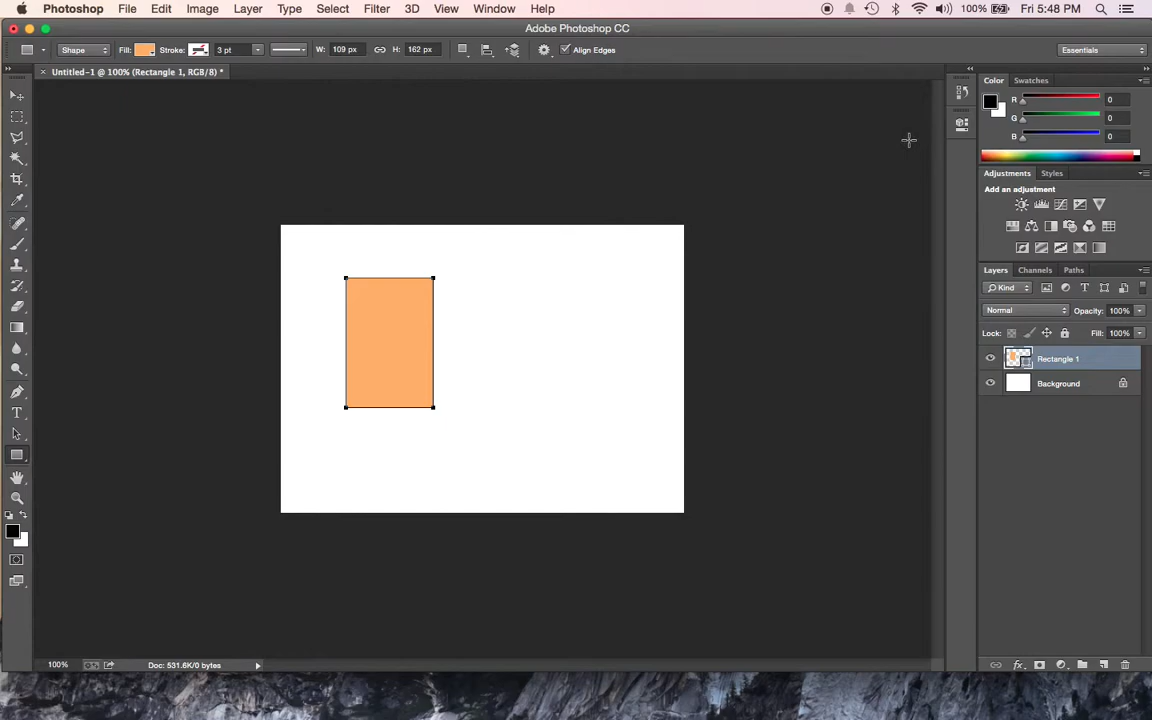 Photoshop File Edit Image Layer Type Select Filter 3D View Window Help 100% Fri 5:48 PM
Adobe Photoshop CC
Shape Fill: Stroke: 3 pt W: 109 px H: 162 px Align Edges Essentials
Untitled-1 @ 100% (Rectangle 1, RGB/8) *
Color Swatches
R 0
G 0
B 0
Adjustments Styles
Add an adjustment
Layers Channels Paths
Kind
Normal Opacity: 100%
Lock: Fill: 100%
Rectangle 1
Background
100% Doc: 531.6K/0 bytes